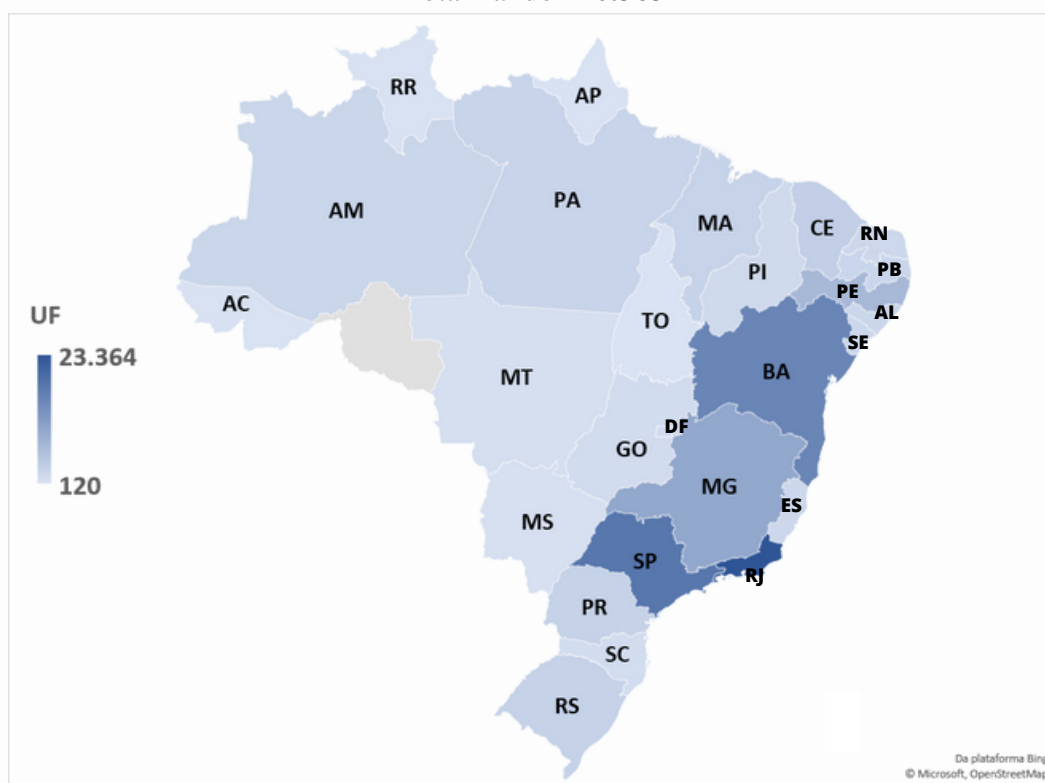 RR
AP
AM
PA
MA
CE
RN
PI
PB
PE
AC
AL
UF
TO
SE
23.364
BA
MT
DF
GO
120
MG
ES
MS
SP
RJ
PR
SC
RS
Da plataforma Bing
© Microsoft, OpenStreetMap